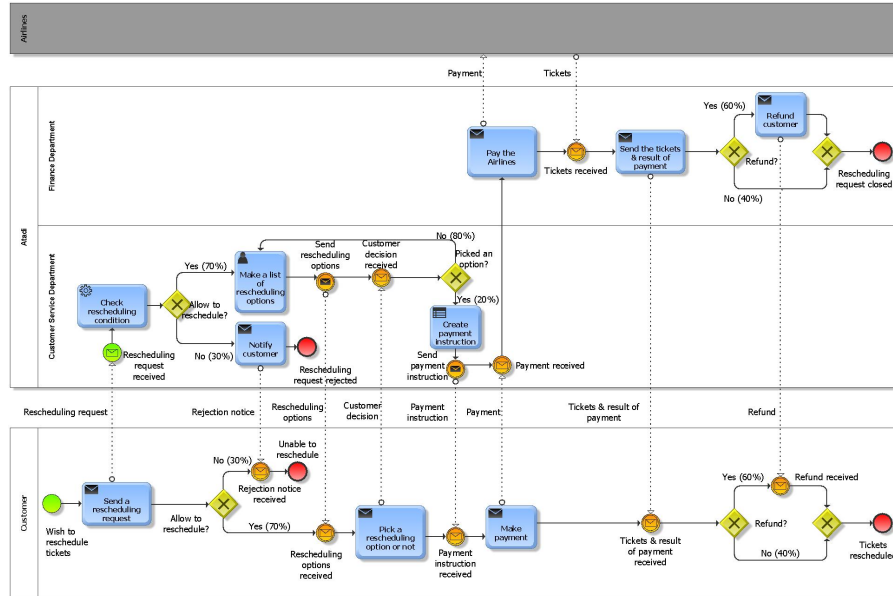 Airlines
Payment
Tickets
Atadi
Finance Department
Pay the
Airlines
Tickets received
Send the tickets
& result of
payment
Yes (60%)
Refund?
No (40%)
Refund
customer
Rescheduling
request closed
Customer Service Department
Check
rescheduling
condition
Rescheduling
request
received
Yes (70%)
Allow to
reschedule?
No (30%)
Make a list
of
rescheduling
options
Notify
customer
Rescheduling
request rejected
Send
rescheduling
options
Customer
decision
received
No (80%)
Picked an
option?
Yes (20%)
Create
payment
instruction
Send
payment
instruction
Payment received
Rescheduling request
Rejection notice
Rescheduling
options
Customer
decision
Payment
instruction
Payment
Tickets & result of
payment
Refund
Customer
Wish to
reschedule
tickets
Send a
rescheduling
request
Allow to
reschedule?
No (30%)
Yes (70%)
Rejection notice
received
Unable to
reschedule
Rescheduling
options
received
Pick a
rescheduling
option or not
Payment
instruction
received
Make
payment
Tickets & result
of payment
received
Yes (60%)
Refund?
No (40%)
Refund received
Tickets
rescheduled